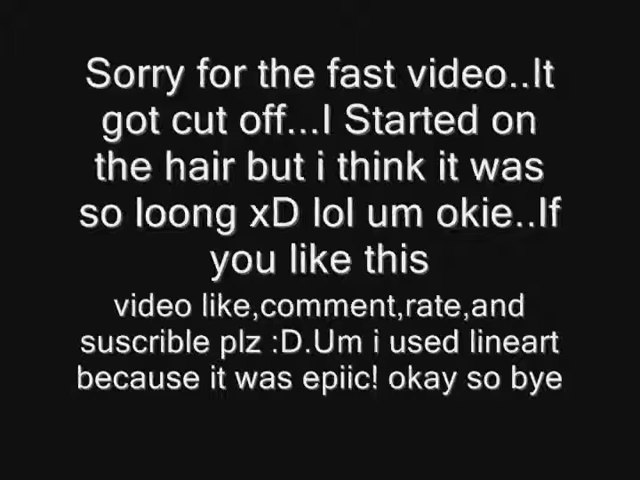 Sorry for the fast video..It
got cut off...I Started on
the hair but i think it was
so loong xD lol um okie..If
you like this
video like,comment,rate,and
suscrible plz :D.Um i used lineart
because it was epiic! okay so bye